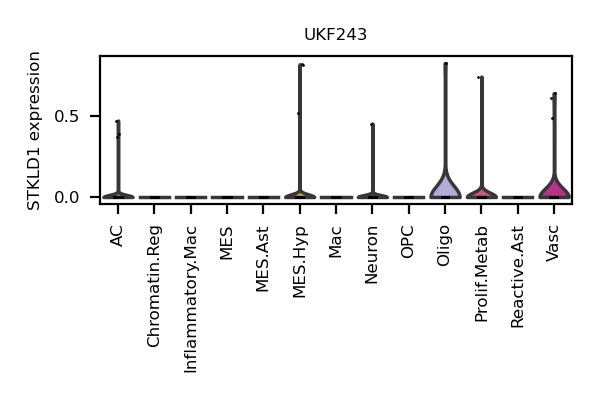 UKF243
STKLD1 expression
0.5
0.0
AC
Chromatin.Reg
Inflammatory.Mac
MES
MES.Ast
MES.Hyp
Mac
Neuron
OPC
Oligo
Prolif.Metab
Reactive.Ast
Vasc